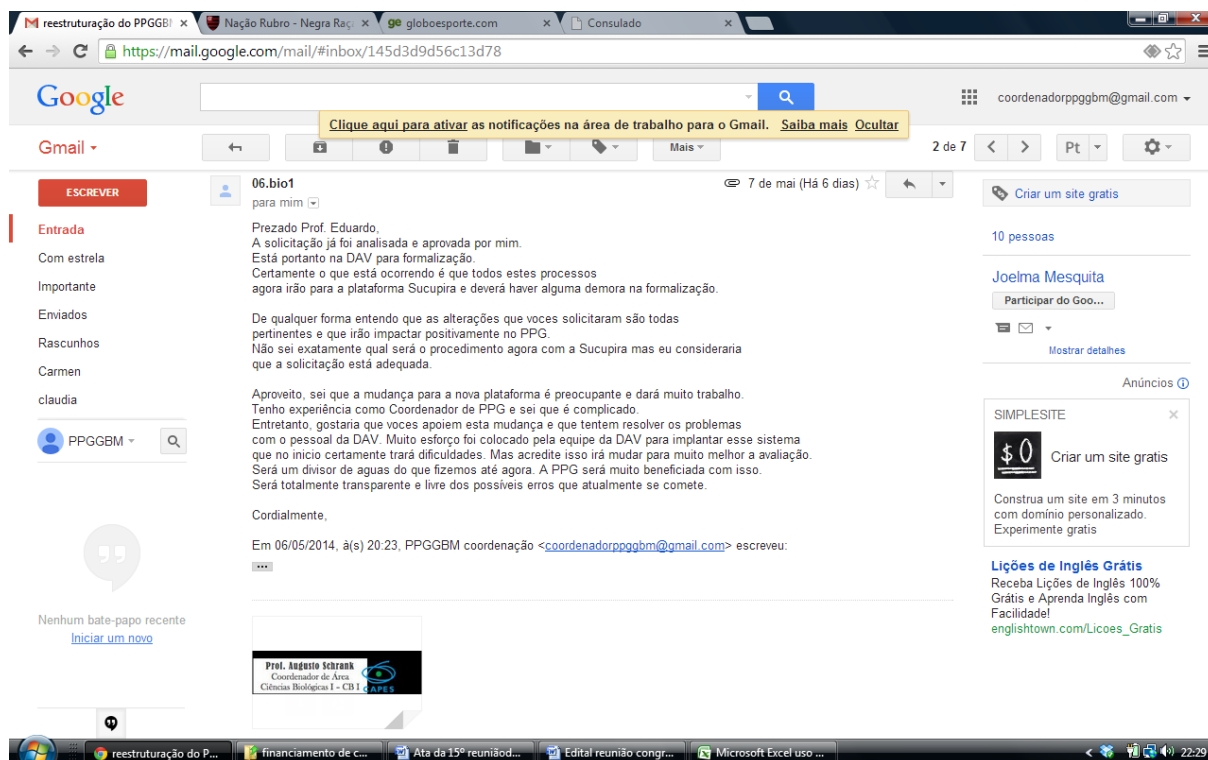 reestruturação do PPGGB
Nação Rubro - Negra Raç
ge globoesporte.com
Consulado
https://mail.google.com/mail/#inbox/145d3d9d56c13d78
Google
coordenadorppggbm@gmail.com
Clique aqui para ativar as notificações na área de trabalho para o Gmail. Saiba mais Ocultar
Gmail
Mais
2 de 7
Pt
ESCREVER
Entrada
Com estrela
Importante
Enviados
Rascunhos
Carmen
claudia
PPGGBM
Nenhum bate-papo recente
Iniciar um novo
06.bio1
7 de mai (Há 6 dias)
para mim
Prezado Prof. Eduardo,
A solicitação já foi analisada e aprovada por mim.
Está portanto na DAV para formalização.
Certamente o que está ocorrendo é que todos estes processos
agora irão para a plataforma Sucupira e deverá haver alguma demora na formalização.
De qualquer forma entendo que as alterações que voces solicitaram são todas
pertinentes e que irão impactar positivamente no PPG.
Não sei exatamente qual será o procedimento agora com a Sucupira mas eu consideraria
que a solicitação está adequada.
Aproveito, sei que a mudança para a nova plataforma é preocupante e dará muito trabalho.
Tenho experiência como Coordenador de PPG e sei que é complicado.
Entretanto, gostaria que voces apoiem esta mudança e que tentem resolver os problemas
com o pessoal da DAV. Muito esforço foi colocado pela equipe da DAV para implantar esse sistema
que no inicio certamente trará dificuldades. Mas acredite isso irá mudar para muito melhor a avaliação.
Será um divisor de aguas do que fizemos até agora. A PPG será muito beneficiada com isso.
Será totalmente transparente e livre dos possíveis erros que atualmente se comete.
Cordialmente,
Em 06/05/2014, à(s) 20:23, PPGGBM coordenação <coordenadorppggbm@gmail.com> escreveu:
Prof. Augusto Schrank
Coordenador de Área
Ciências Biológicas I - CB I
CAPES
Criar um site gratis
10 pessoas
Joelma Mesquita
Participar do Goo...
Mostrar detalhes
Anúncios
SIMPLESITE
$0
Criar um site gratis
Construa um site em 3 minutos
com domínio personalizado.
Experimente gratis
Lições de Inglês Grátis
Receba Lições de Inglês 100%
Grátis e Aprenda Inglês com
Facilidade!
englishtown.com/Licoes_Gratis
reestruturação do P...
financiamento de c...
Ata da 15º reuniãod...
Edital reunião congr...
Microsoft Excel uso ...
22:29